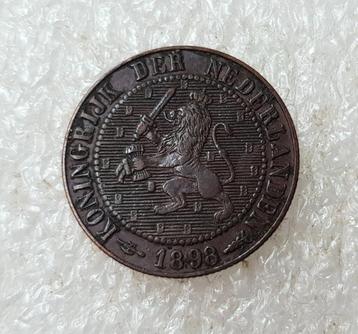 KONINGRIJK DER NEDERLANDEN
1898